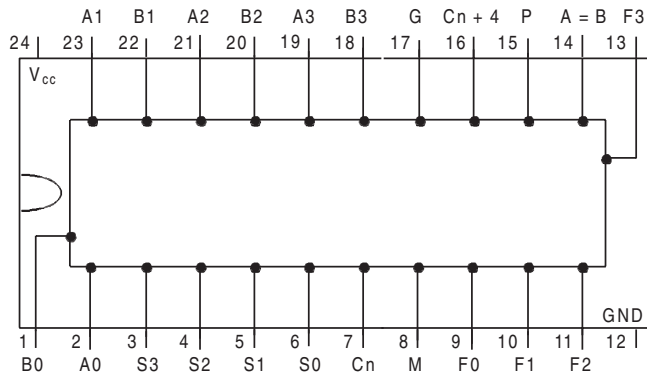 A1 B1 A2 B2 A3 B3 G Cn + 4 P A = B F3
24 23 22 21 20 19 18 17 16 15 14 13
Vcc
GND
1 2 3 4 5 6 7 8 9 10 11 12
B0 A0 S3 S2 S1 S0 Cn M F0 F1 F2